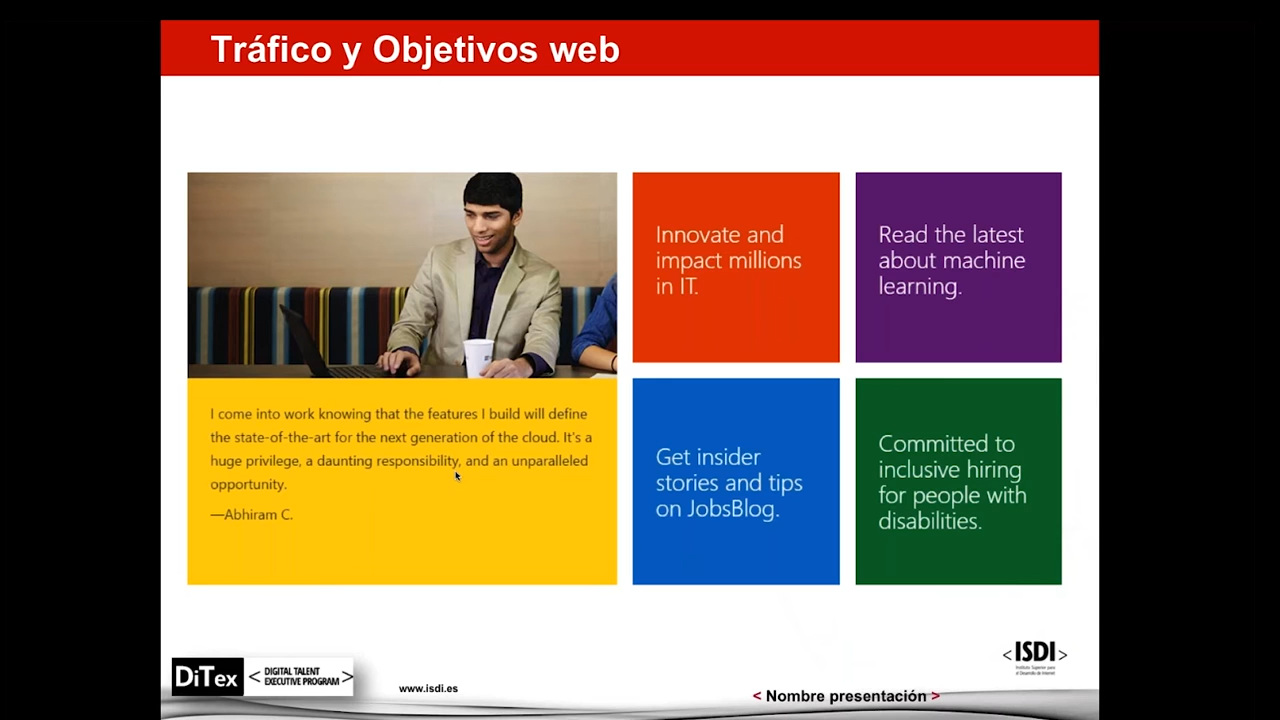 Tráfico y Objetivos web
I come into work knowing that the features I build will define
the state-of-the-art for the next generation of the cloud. It's a
huge privilege, a daunting responsibility, and an unparalleled
opportunity.
—Abhiram C.
Innovate and
impact millions
in IT.
Read the latest
about machine
learning.
Get insider
stories and tips
on JobsBlog.
Committed to
inclusive hiring
for people with
disabilities.
DiTex < DIGITAL TALENT
EXECUTIVE PROGRAM >
www.isdi.es
<ISDI>
Instituto Superior para
el Desarrollo de Internet
< Nombre presentación >